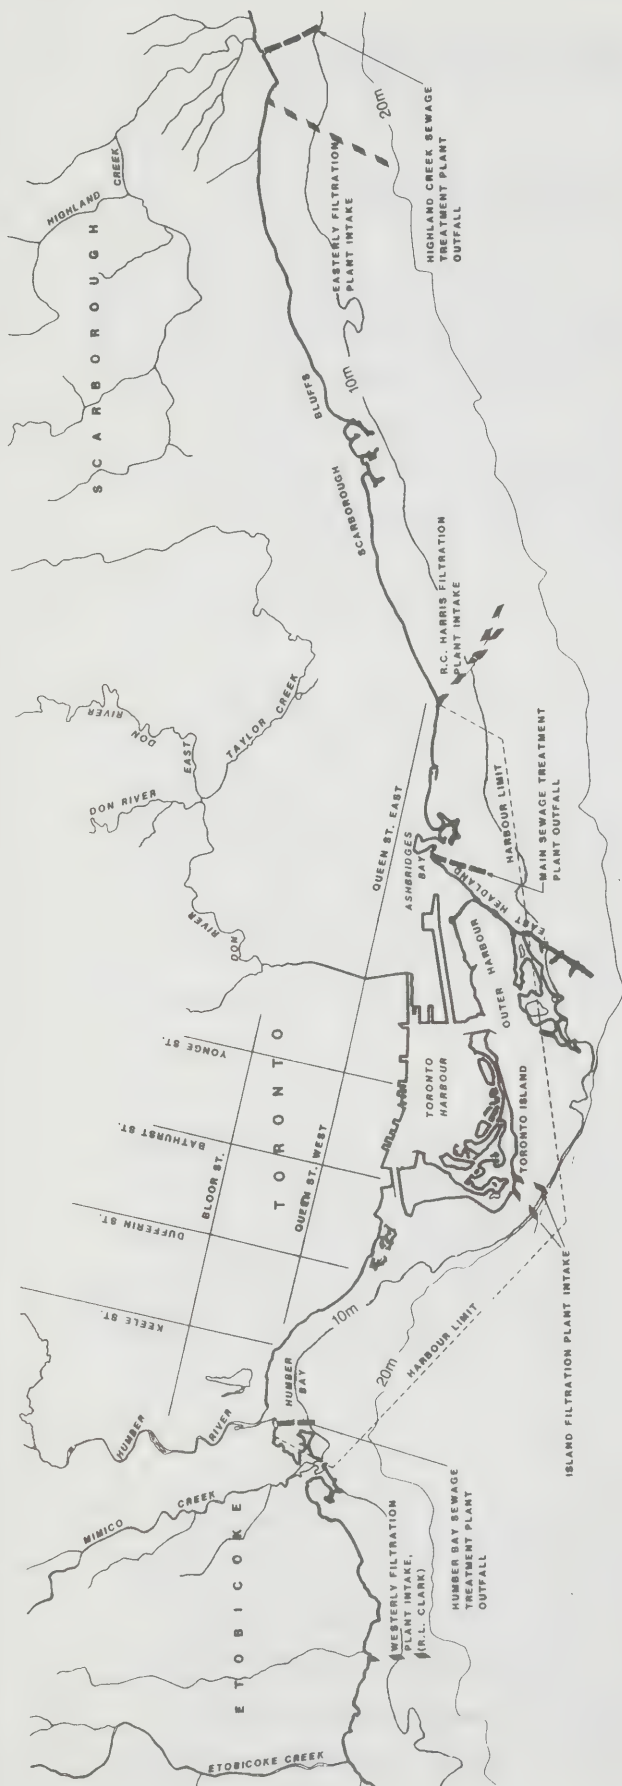 HIGHLAND
CREEK
SCARBOROUGH
20m
HIGHLAND CREEK SEWAGE
TREATMENT PLANT
OUTFALL
EASTERLY FILTRATION
PLANT INTAKE
10m
BLUFFS
SCARBOROUGH
R.C. HARRIS FILTRATION
PLANT INTAKE
DON
RIVER
EAST
TAYLOR CREEK
DON RIVER
DON
RIVER
QUEEN ST. EAST
ASHBRIDGES
BAY
HARBOUR LIMIT
MAIN SEWAGE TREATMENT
PLANT OUTFALL
EAST HEADLAND
OUTER HARBOUR
TORONTO
HARBOUR
TORONTO ISLAND
YONGE ST.
BATHURST ST.
DUFFERIN ST.
KEELE ST.
BLOOR ST.
TORONTO
QUEEN ST. WEST
ISLAND FILTRATION PLANT INTAKE
10m
20m
HARBOUR LIMIT
HUMBER
BAY
HUMBER
RIVER
MIMICO
CREEK
ETOBICOKE
HUMBER BAY SEWAGE
TREATMENT PLANT
OUTFALL
WESTERLY FILTRATION
PLANT INTAKE,
(R.L. CLARK)
ETOBICOKE CREEK